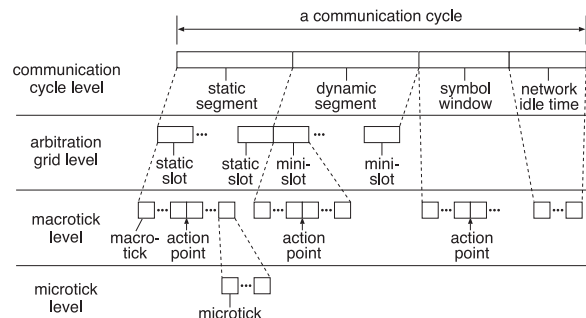 a communication cycle
communication
cycle level
static
segment
dynamic
segment
symbol
window
network
idle time
arbitration
grid level
static
slot
static
slot
mini-
slot
mini-
slot
macrotick
level
macro-
tick
action
point
action
point
action
point
microtick
level
microtick